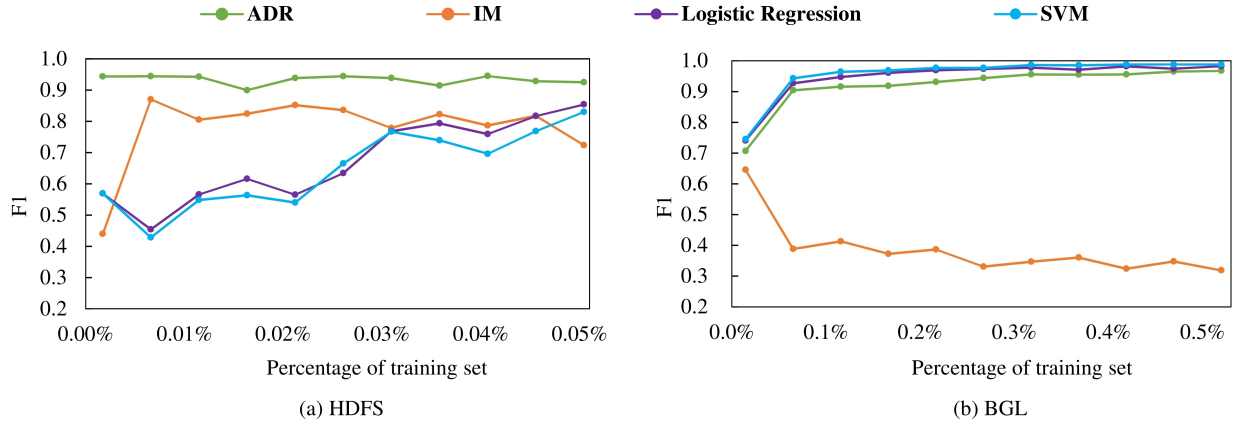 ADR IM Logistic Regression SVM
1.0
0.9
0.8
0.7
0.6
0.5
0.4
0.3
0.2
F1
0.00% 0.01% 0.02% 0.03% 0.04% 0.05%
Percentage of training set
(a) HDFS
1.0
0.9
0.8
0.7
0.6
0.5
0.4
0.3
0.2
F1
0.0% 0.1% 0.2% 0.3% 0.4% 0.5%
Percentage of training set
(b) BGL